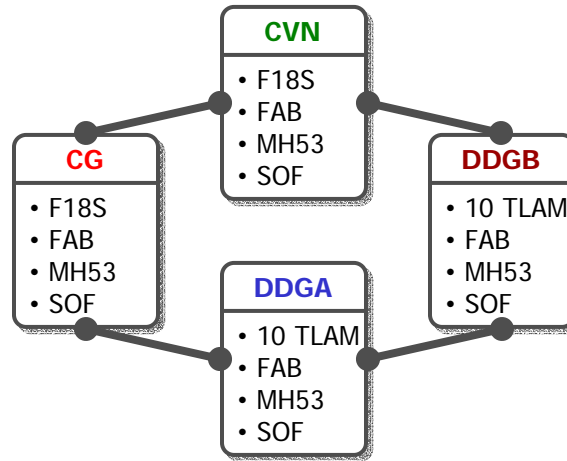 CVN
• F18S
• FAB
• MH53
• SOF
CG
• F18S
• FAB
• MH53
• SOF
DDGB
• 10 TLAM
• FAB
• MH53
• SOF
DDGA
• 10 TLAM
• FAB
• MH53
• SOF